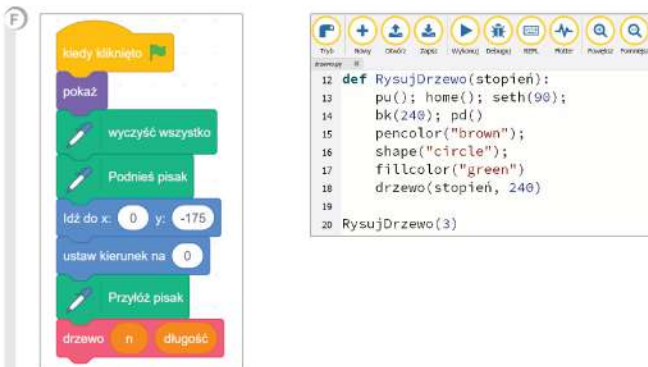 F
kiedy kliknięto
pokaż
wyczyść wszystko
Podnieś pisak
Idź do x: 0 y: -175
ustaw kierunek na 0
Przyłóż pisak
drzewo n długość
Tryb Nowy Otwórz Zapisz Wykonaj Debuguj REPL Plotter Powiększ Pomniejsz
12 def RysujDrzewo(stopień):
13 pu(); home(); seth(90);
14 bk(240); pd()
15 pencolor("brown");
16 shape("circle");
17 fillcolor("green")
18 drzewo(stopień, 240)
19
20 RysujDrzewo(3)